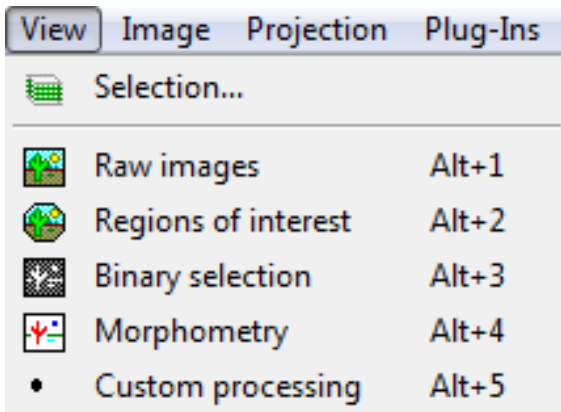 View Image Projection Plug-Ins
Selection...
Raw images Alt+1
Regions of interest Alt+2
Binary selection Alt+3
Morphometry Alt+4
Custom processing Alt+5